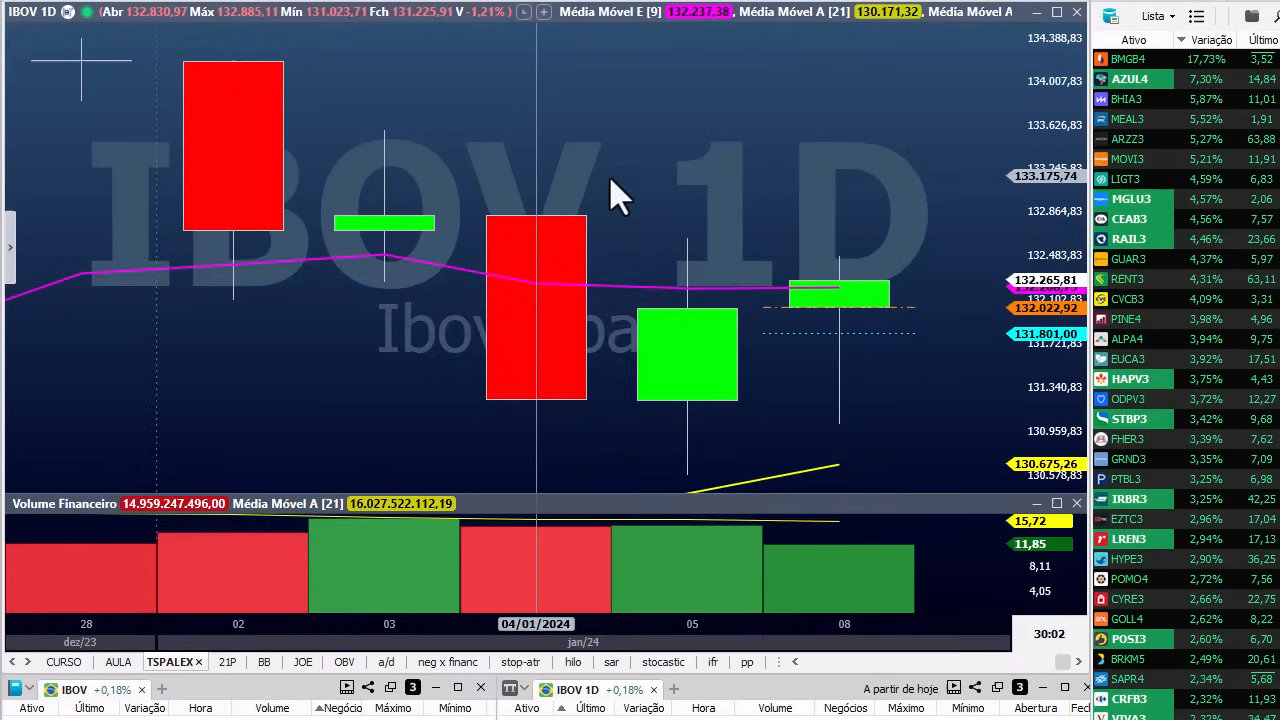 IBOV 1D (Abr 132.830,97 Máx 132.885,11 Mín 131.023,71 Fch 131.225,91 V -1,21%) Média Móvel E [9] 132.237,38, Média Móvel A [21] 130.171,32, Média Móvel A
IBOV 1D
134.388,83
134.007,83
133.626,83
133.245,83
133.175,74
132.864,83
132.483,83
132.265,81
132.102,83
132.022,92
131.801,00
131.721,83
131.340,83
130.959,83
130.675,26
130.578,83
Volume Financeiro 14.959.247.496,00 Média Móvel A [21] 16.027.522.112,19
15,72
11,85
8,11
4,05
28 02 03 04/01/2024 05 08
dez/23 jan/24
30:02
CURSO AULA TSPALEX × 21P BB JOE OBV a/d neg x financ stop-atr hilo sar stocastic ifr pp
IBOV +0,18% 3
IBOV 1D +0,18% A partir de hoje 3
Ativo Último Variação Hora Volume Negócio Máxi Mínimo
Ativo Último Variaçã Hora Volume Negócios Máximo Mínimo Abertura Fec
Lista
Ativo Variação Último
BMGB4 17,73% 3,52
AZUL4 7,30% 14,84
BHIA3 5,87% 11,01
MEAL3 5,52% 1,91
ARZZ3 5,27% 63,88
MOVI3 5,21% 11,91
LIGT3 4,59% 6,83
MGLU3 4,57% 2,06
CEAB3 4,56% 7,57
RAIL3 4,46% 23,66
GUAR3 4,37% 5,97
RENT3 4,31% 63,11
CVCB3 4,09% 3,31
PINE4 3,98% 4,96
ALPA4 3,94% 9,75
EUCA3 3,92% 17,51
HAPV3 3,75% 4,43
ODPV3 3,72% 12,27
STBP3 3,42% 9,68
FHER3 3,39% 7,62
GRND3 3,35% 7,09
PTBL3 3,25% 6,98
IRBR3 3,25% 42,25
EZTC3 2,96% 17,04
LREN3 2,94% 17,13
HYPE3 2,90% 36,25
POMO4 2,72% 7,56
CYRE3 2,66% 22,75
GOLL4 2,62% 8,22
POSI3 2,60% 6,70
BRKM5 2,49% 20,61
SAPR4 2,34% 5,68
CRFB3 2,32% 11,93
VIVA3 2,32% 34,42